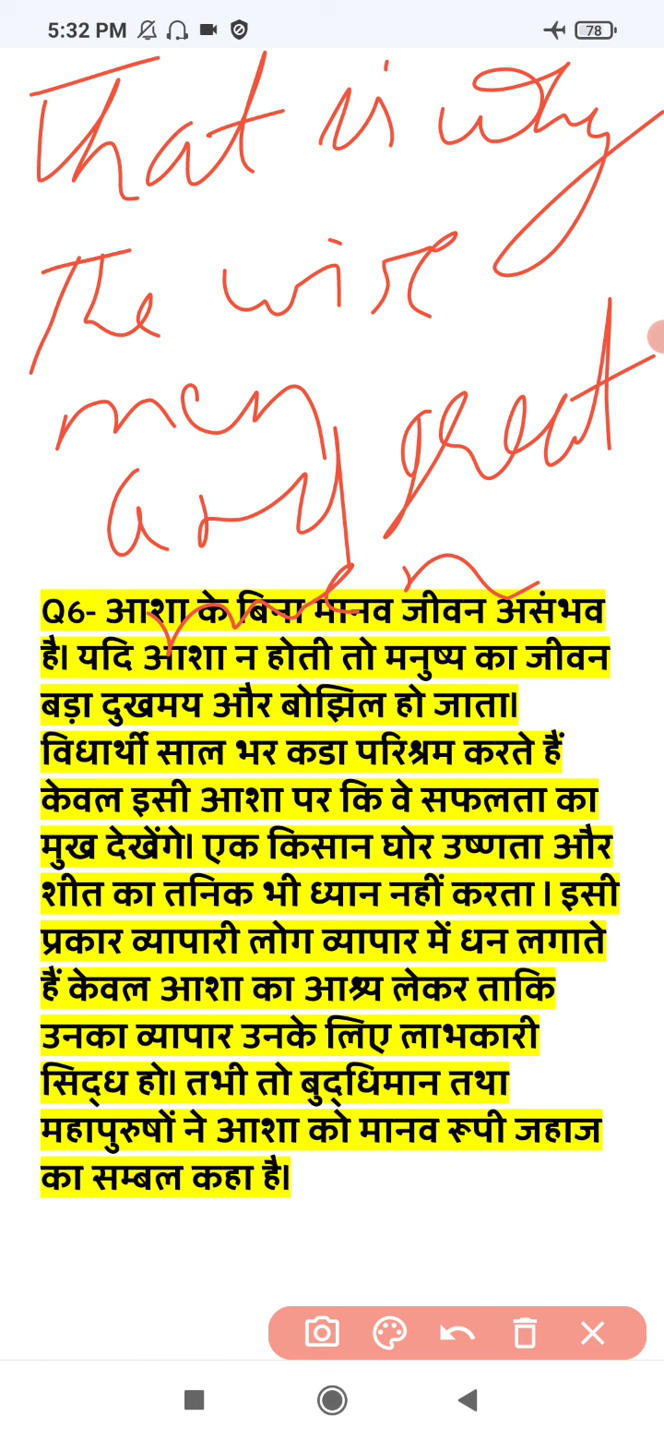 5:32 PM
78
That is why
The wise
men great
and
men
Q6- आशा के बिना मानव जीवन असंभव
है। यदि आशा न होती तो मनुष्य का जीवन
बड़ा दुखमय और बोझिल हो जाता।
विधार्थी साल भर कडा परिश्रम करते हैं
केवल इसी आशा पर कि वे सफलता का
मुख देखेंगे। एक किसान घोर उष्णता और
शीत का तनिक भी ध्यान नहीं करता । इसी
प्रकार व्यापारी लोग व्यापार में धन लगाते
हैं केवल आशा का आश्र्य लेकर ताकि
उनका व्यापार उनके लिए लाभकारी
सिद्ध हो। तभी तो बुद्धिमान तथा
महापुरुषों ने आशा को मानव रूपी जहाज
का सम्बल कहा है।